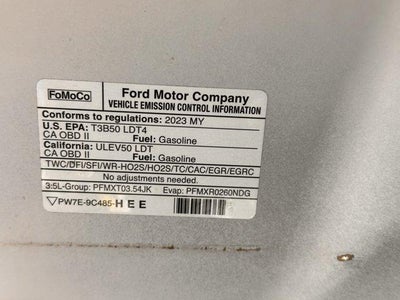 FoMoCo
Ford Motor Company
VEHICLE EMISSION CONTROL INFORMATION
Conforms to regulations: 2023 MY
U.S. EPA: T3B50 LDT4
CA OBD II Fuel: Gasoline
California: ULEV50 LDT
CA OBD II Fuel: Gasoline
TWC/DFI/SFI/WR-HO2S/HO2S/TC/CAC/EGR/EGRC
No adjustments needed.
3.5L-Group: PFMXT03.54JK Evap: PFMXR0260NDG
PW7E-9C485-HEE